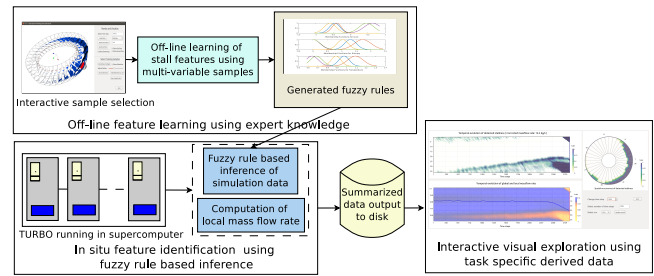 Off-line learning of
stall features using
multi-variable samples
Interactive sample selection
Generated fuzzy rules
Off-line feature learning using expert knowledge
Fuzzy rule based
inference of
simulation data
Computation of
local mass flow rate
TURBO running in supercomputer
In situ feature identification using
fuzzy rule based inference
Summarized
data output
to disk
Interactive visual exploration using
task specific derived data